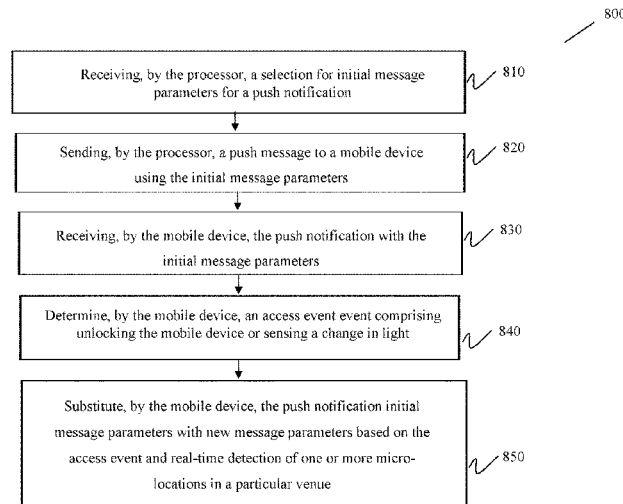 800
Receiving, by the processor, a selection for initial message
parameters for a push notification
810
Sending, by the processor, a push message to a mobile device
using the initial message parameters
820
Receiving, by the mobile device, the push notification with the
initial message parameters
830
Determine, by the mobile device, an access event event comprising
unlocking the mobile device or sensing a change in light
840
Substitute, by the mobile device, the push notification initial
message parameters with new message parameters based on the
access event and real-time detection of one or more micro-
locations in a particular venue
850